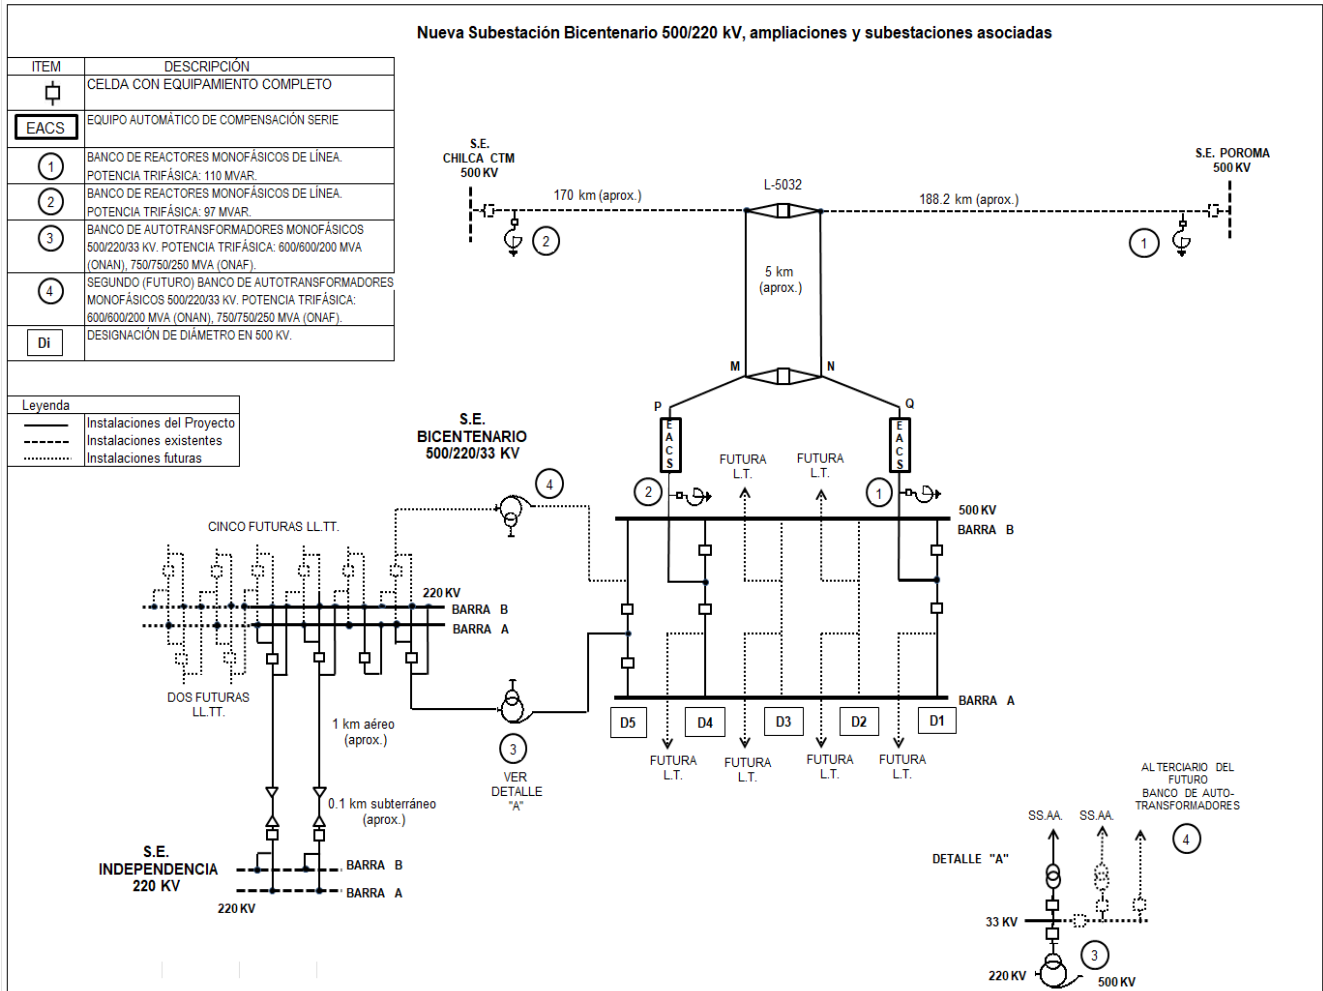 Nueva Subestación Bicentenario 500/220 kV, ampliaciones y subestaciones asociadas
ITEM DESCRIPCIÓN
CELDA CON EQUIPAMIENTO COMPLETO
EACS EQUIPO AUTOMÁTICO DE COMPENSACIÓN SERIE
1 BANCO DE REACTORES MONOFÁSICOS DE LÍNEA.
POTENCIA TRIFÁSICA: 110 MVAR.
2 BANCO DE REACTORES MONOFÁSICOS DE LÍNEA.
POTENCIA TRIFÁSICA: 97 MVAR.
3 BANCO DE AUTOTRANSFORMADORES MONOFÁSICOS
500/220/33 KV. POTENCIA TRIFÁSICA: 600/600/200 MVA
(ONAN), 750/750/250 MVA (ONAF).
4 SEGUNDO (FUTURO) BANCO DE AUTOTRANSFORMADORES
MONOFÁSICOS 500/220/33 KV. POTENCIA TRIFÁSICA:
600/600/200 MVA (ONAN), 750/750/250 MVA (ONAF).
Di DESIGNACIÓN DE DIÁMETRO EN 500 KV.
Leyenda
Instalaciones del Proyecto
Instalaciones existentes
Instalaciones futuras
S.E.
CHILCA CTM
500 KV
170 km (aprox.)
L-5032
188.2 km (aprox.)
S.E. POROMA
500 KV
2
1
5 km
(aprox.)
M
N
P
Q
EACS
EACS
S.E.
BICENTENARIO
500/220/33 KV
4
2
1
FUTURA
L.T.
FUTURA
L.T.
500 KV
BARRA B
CINCO FUTURAS LL.TT.
220 KV
BARRA B
BARRA A
DOS FUTURAS
LL.TT.
BARRA A
D5
D4
D3
D2
D1
3
VER
DETALLE
"A"
FUTURA
L.T.
FUTURA
L.T.
FUTURA
L.T.
FUTURA
L.T.
1 km aéreo
(aprox.)
0.1 km subterráneo
(aprox.)
S.E.
INDEPENDENCIA
220 KV
BARRA B
BARRA A
220 KV
AL TERCIARIO DEL
FUTURO
BANCO DE AUTO-
TRANSFORMADORES
4
SS.AA.
SS.AA.
DETALLE "A"
33 KV
3
220 KV
500 KV